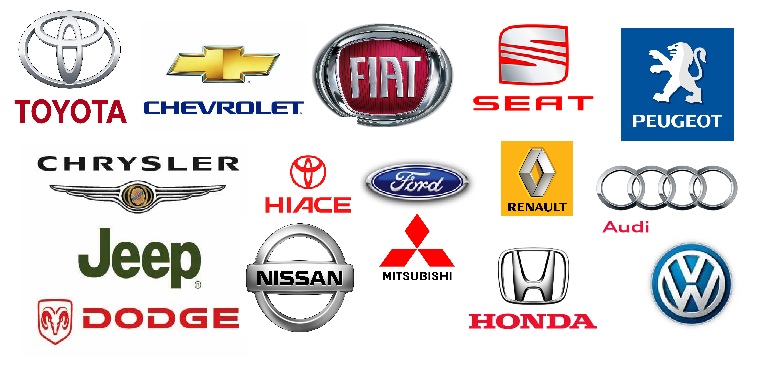 TOYOTA
CHEVROLET
FIAT
SEAT
PEUGEOT
CHRYSLER
HIACE
Ford
RENAULT
Audi
Jeep
NISSAN
MITSUBISHI
HONDA
DODGE